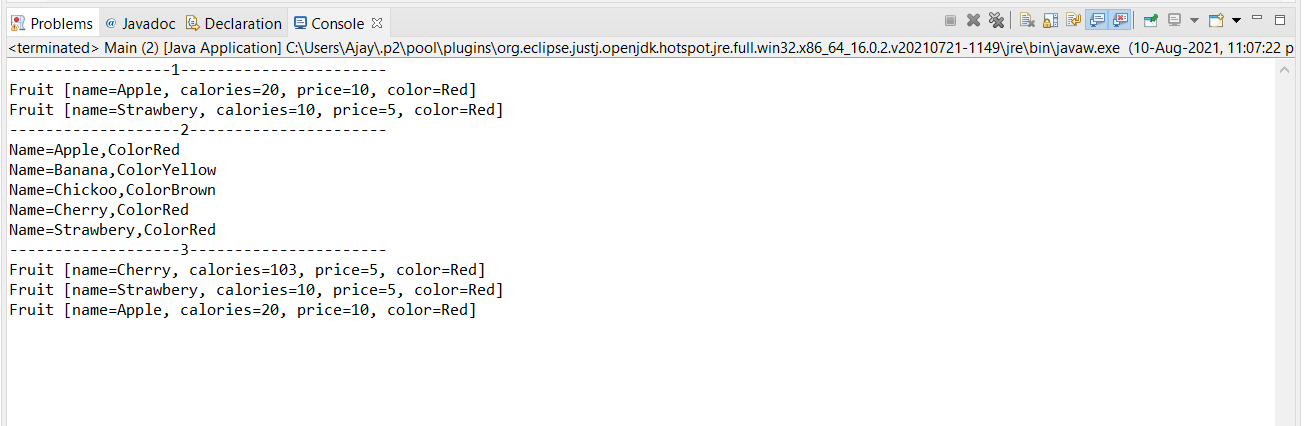 Problems @ Javadoc Declaration Console
<terminated> Main (2) [Java Application] C:\Users\Ajay\.p2\pool\plugins\org.eclipse.justj.openjdk.hotspot.jre.full.win32.x86_64_16.0.2.v20210721-1149\jre\bin\javaw.exe (10-Aug-2021, 11:07:22 p
------------------1-----------------------
Fruit [name=Apple, calories=20, price=10, color=Red]
Fruit [name=Strawbery, calories=10, price=5, color=Red]
-------------------2----------------------
Name=Apple,ColorRed
Name=Banana,ColorYellow
Name=Chickoo,ColorBrown
Name=Cherry,ColorRed
Name=Strawbery,ColorRed
-------------------3----------------------
Fruit [name=Cherry, calories=103, price=5, color=Red]
Fruit [name=Strawbery, calories=10, price=5, color=Red]
Fruit [name=Apple, calories=20, price=10, color=Red]